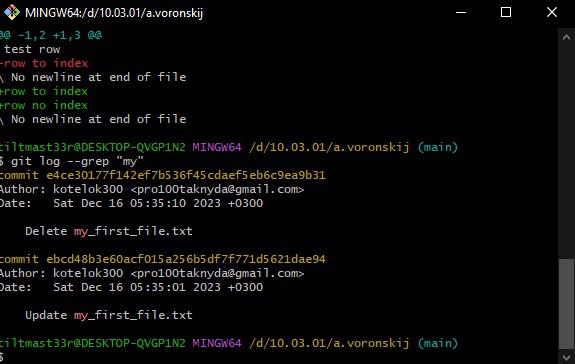 MINGW64:/d/10.03.01/a.voronskij
@@ -1,2 +1,3 @@
test row
-row to index
\ No newline at end of file
+row to index
+row no index
\ No newline at end of file
tiltmast33r@DESKTOP-QVGP1N2 MINGW64 /d/10.03.01/a.voronskij (main)
$ git log --grep "my"
commit e4ce30177f142ef7b536f45cdaef5eb6c9ea9b31
Author: kotelok300 <pro100taknyda@gmail.com>
Date:   Sat Dec 16 05:35:10 2023 +0300
Delete my_first_file.txt
commit ebcd48b3e60acf015a256b5df7f771d5621dae94
Author: kotelok300 <pro100taknyda@gmail.com>
Date:   Sat Dec 16 05:35:01 2023 +0300
Update my_first_file.txt
tiltmast33r@DESKTOP-QVGP1N2 MINGW64 /d/10.03.01/a.voronskij (main)
$